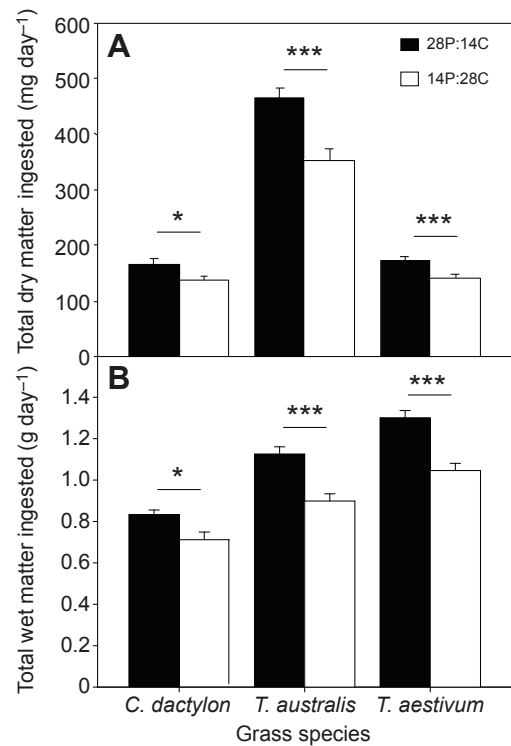 A
Total dry matter ingested (mg day–1)
600
500
400
300
200
100
0
28P:14C
14P:28C
*
***
***
B
Total wet matter ingested (g day–1)
1.4
1.2
1.0
0.8
0.6
0.4
0.2
0
*
***
***
C. dactylon T. australis T. aestivum
Grass species